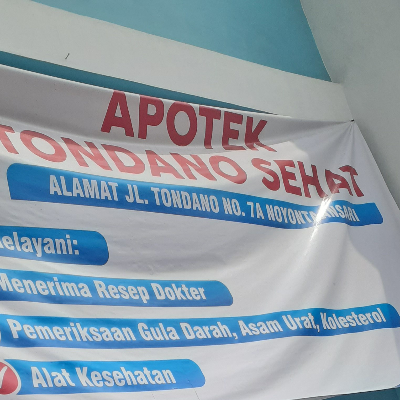 APOTEK
TONDANO SEHAT
ALAMAT JL. TONDANO NO. 7A NOYONTAANSARI
elayani:
Menerima Resep Dokter
Pemeriksaan Gula Darah, Asam Urat, Kolesterol
Alat Kesehatan